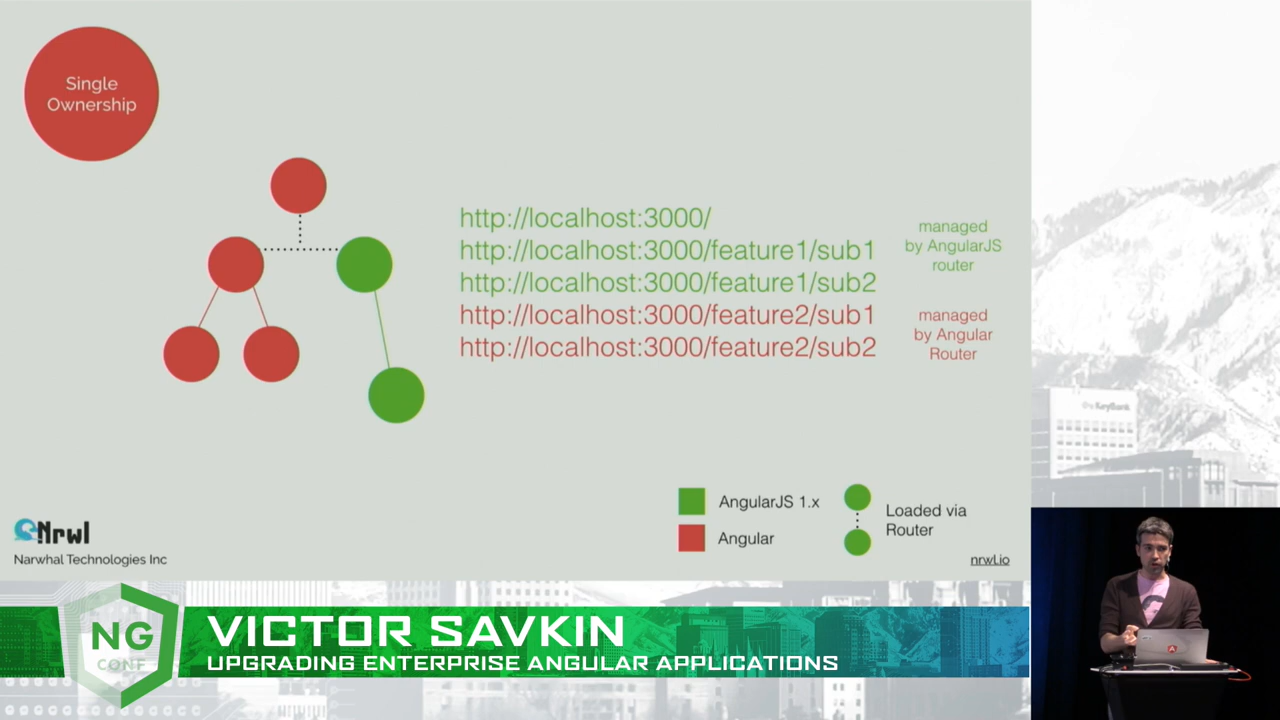 Single
Ownership
http://localhost:3000/
http://localhost:3000/feature1/sub1
http://localhost:3000/feature1/sub2
http://localhost:3000/feature2/sub1
http://localhost:3000/feature2/sub2
managed
by AngularJS
router
managed
by Angular
Router
AngularJS 1.x
Angular
Loaded via
Router
Nrwl
Narwhal Technologies Inc
nrwl.io
KeyBank
NG
CONF
VICTOR SAVKIN
UPGRADING ENTERPRISE ANGULAR APPLICATIONS